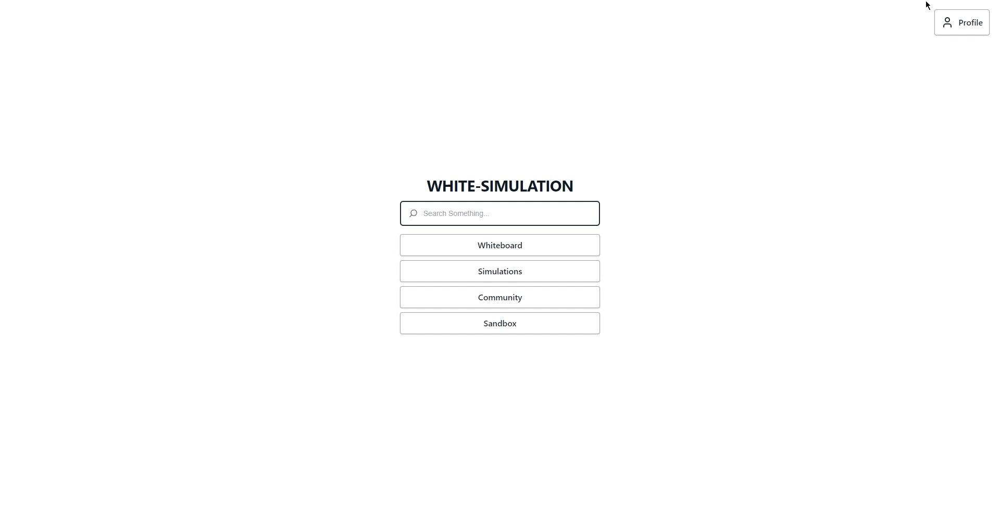 Profile
WHITE-SIMULATION
Search Something...
Whiteboard
Simulations
Community
Sandbox